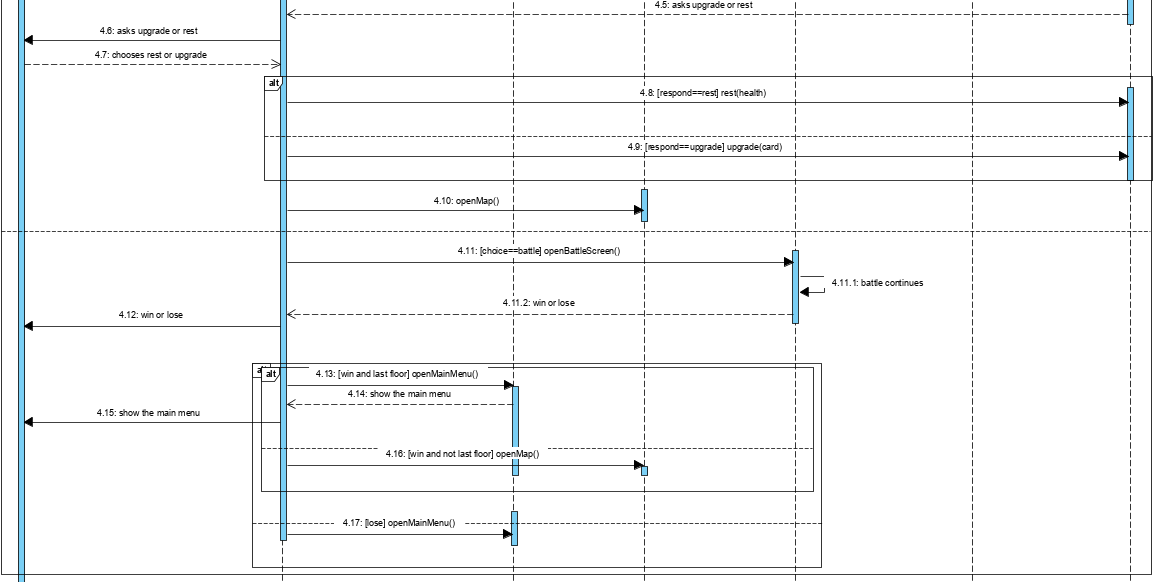 4.5: asks upgrade or rest
4.6: asks upgrade or rest
4.7: chooses rest or upgrade
alt
4.8: [respond==rest] rest(health)
4.9: [respond==upgrade] upgrade(card)
4.10: openMap()
4.11: [choice==battle] openBattleScreen()
4.11.1: battle continues
4.11.2: win or lose
4.12: win or lose
alt
4.13: [win and last floor] openMainMenu()
4.14: show the main menu
4.15: show the main menu
4.16: [win and not last floor] openMap()
4.17: [lose] openMainMenu()